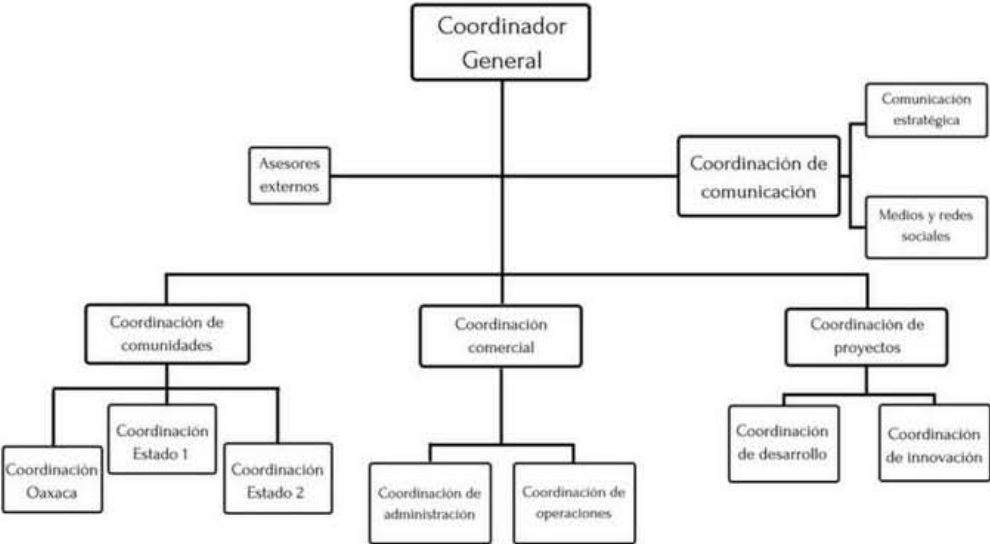 Coordinador
General
Comunicación
estratégica
Asesores
externos
Coordinación de
comunicación
Medios y redes
sociales
Coordinación de
comunidades
Coordinación
comercial
Coordinación de
proyectos
Coordinación
Oaxaca
Coordinación
Estado 1
Coordinación
Estado 2
Coordinación de
administración
Coordinación de
operaciones
Coordinación
de desarrollo
Coordinación
de innovación